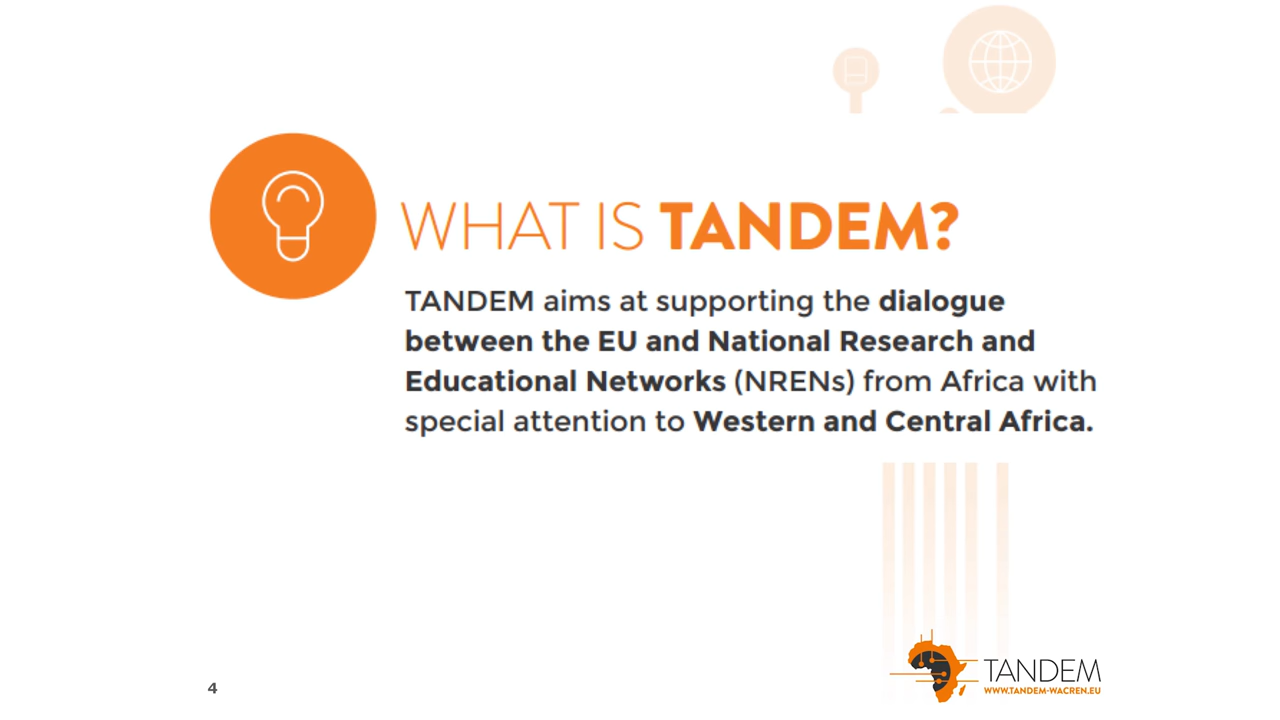 WHAT IS TANDEM?
TANDEM aims at supporting the dialogue
between the EU and National Research and
Educational Networks (NRENs) from Africa with
special attention to Western and Central Africa.
4
TANDEM
WWW.TANDEM-WACREN.EU